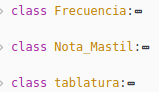 class Frecuencia:
class Nota_Mastil:
class tablatura: